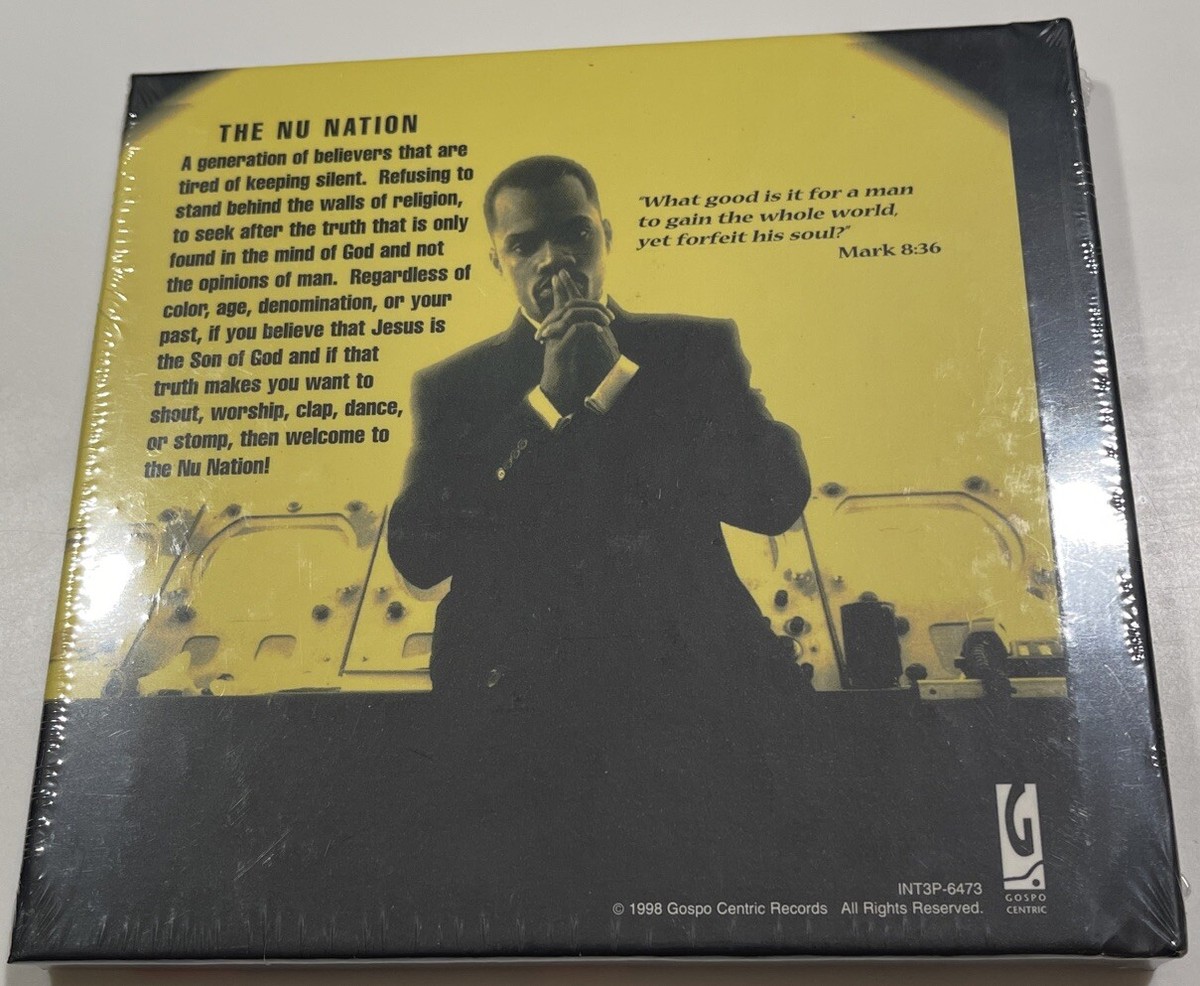 THE NU NATION
A generation of believers that are
tired of keeping silent. Refusing to
stand behind the walls of religion,
to seek after the truth that is only
found in the mind of God and not
the opinions of man. Regardless of
color, age, denomination, or your
past, if you believe that Jesus is
the Son of God and if that
truth makes you want to
shout, worship, clap, dance,
or stomp, then welcome to
the Nu Nation!
"What good is it for a man
to gain the whole world,
yet forfeit his soul?"
Mark 8:36
G
GOSPO
CENTRIC
INT3P-6473
© 1998 Gospo Centric Records All Rights Reserved.